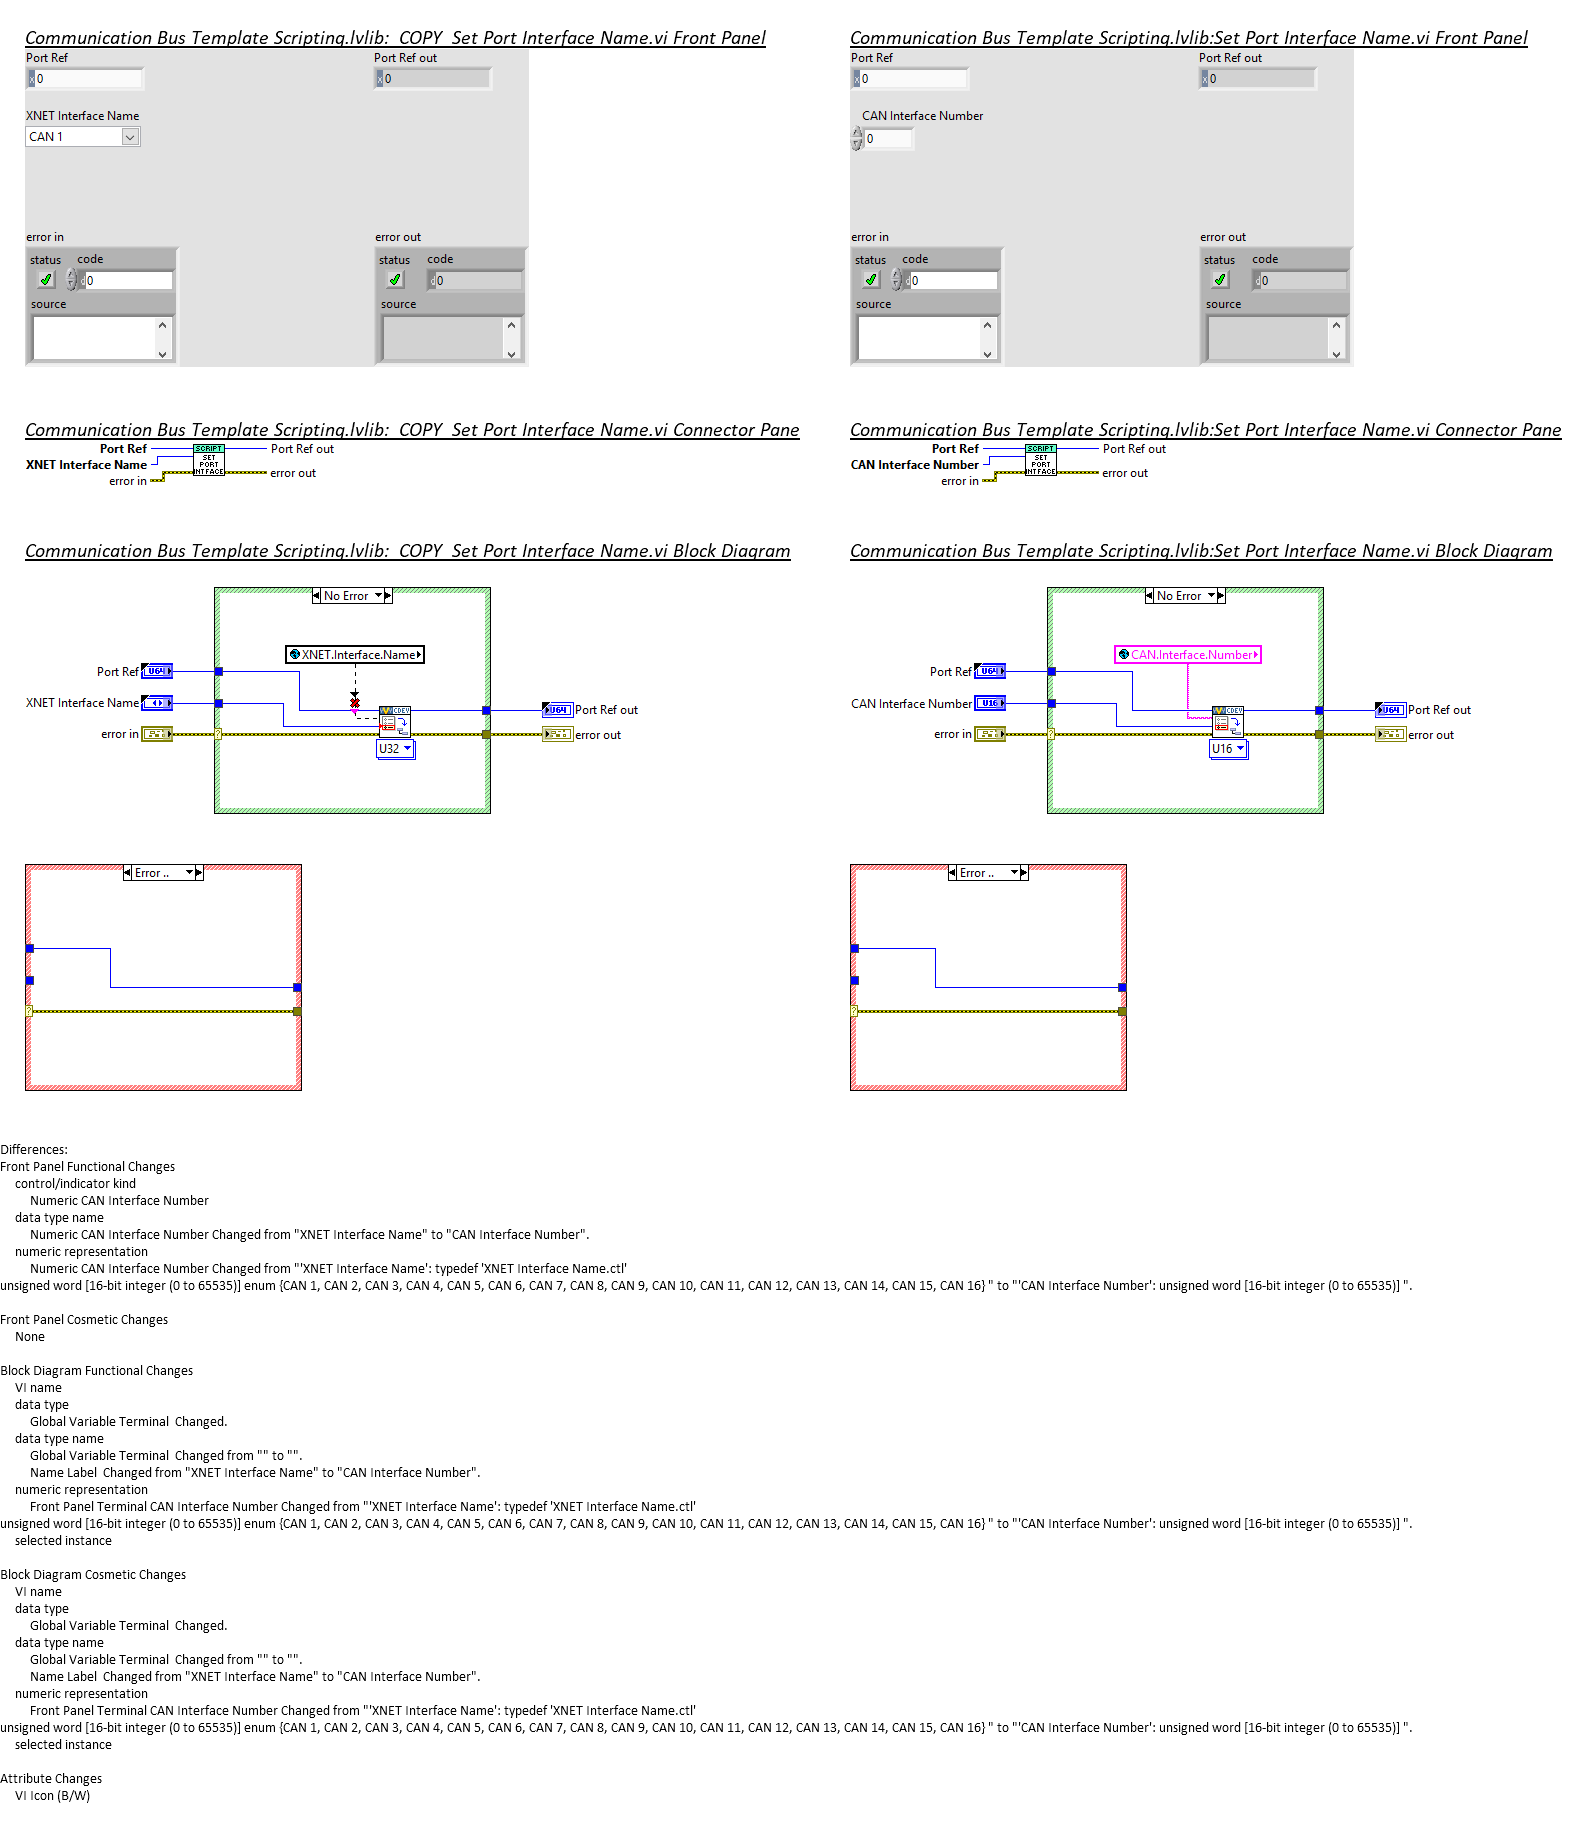 Communication Bus Template Scripting.lvlib:_COPY_Set Port Interface Name.vi Front Panel
Port Ref
Port Ref out
x 0
x 0
XNET Interface Name
CAN 1
error in
error out
status
code
status
code
d 0
d 0
source
source
Communication Bus Template Scripting.lvlib:Set Port Interface Name.vi Front Panel
Port Ref
Port Ref out
x 0
x 0
CAN Interface Number
0
error in
error out
status
code
status
code
d 0
d 0
source
source
Communication Bus Template Scripting.lvlib:_COPY_Set Port Interface Name.vi Connector Pane
Port Ref
SCRIPT
Port Ref out
XNET Interface Name
SET
PORT
INTFACE
error in
error out
Communication Bus Template Scripting.lvlib:Set Port Interface Name.vi Connector Pane
Port Ref
SCRIPT
Port Ref out
CAN Interface Number
SET
PORT
INTFACE
error in
error out
Communication Bus Template Scripting.lvlib:_COPY_Set Port Interface Name.vi Block Diagram
No Error
XNET.Interface.Name
Port Ref
U64
XNET Interface Name
CDEV
U64
Port Ref out
error in
?
error out
U32
Communication Bus Template Scripting.lvlib:Set Port Interface Name.vi Block Diagram
No Error
CAN.Interface.Number
Port Ref
U64
CAN Interface Number
U16
CDEV
U64
Port Ref out
error in
?
error out
U16
Error ..
?
Error ..
?
Differences:
Front Panel Functional Changes
control/indicator kind
Numeric CAN Interface Number
data type name
Numeric CAN Interface Number Changed from "XNET Interface Name" to "CAN Interface Number".
numeric representation
Numeric CAN Interface Number Changed from "'XNET Interface Name': typedef 'XNET Interface Name.ctl'
unsigned word [16-bit integer (0 to 65535)] enum {CAN 1, CAN 2, CAN 3, CAN 4, CAN 5, CAN 6, CAN 7, CAN 8, CAN 9, CAN 10, CAN 11, CAN 12, CAN 13, CAN 14, CAN 15, CAN 16} " to "'CAN Interface Number': unsigned word [16-bit integer (0 to 65535)] ".
Front Panel Cosmetic Changes
None
Block Diagram Functional Changes
VI name
data type
Global Variable Terminal  Changed.
data type name
Global Variable Terminal  Changed from "" to "".
Name Label  Changed from "XNET Interface Name" to "CAN Interface Number".
numeric representation
Front Panel Terminal CAN Interface Number Changed from "'XNET Interface Name': typedef 'XNET Interface Name.ctl'
unsigned word [16-bit integer (0 to 65535)] enum {CAN 1, CAN 2, CAN 3, CAN 4, CAN 5, CAN 6, CAN 7, CAN 8, CAN 9, CAN 10, CAN 11, CAN 12, CAN 13, CAN 14, CAN 15, CAN 16} " to "'CAN Interface Number': unsigned word [16-bit integer (0 to 65535)] ".
selected instance
Block Diagram Cosmetic Changes
VI name
data type
Global Variable Terminal  Changed.
data type name
Global Variable Terminal  Changed from "" to "".
Name Label  Changed from "XNET Interface Name" to "CAN Interface Number".
numeric representation
Front Panel Terminal CAN Interface Number Changed from "'XNET Interface Name': typedef 'XNET Interface Name.ctl'
unsigned word [16-bit integer (0 to 65535)] enum {CAN 1, CAN 2, CAN 3, CAN 4, CAN 5, CAN 6, CAN 7, CAN 8, CAN 9, CAN 10, CAN 11, CAN 12, CAN 13, CAN 14, CAN 15, CAN 16} " to "'CAN Interface Number': unsigned word [16-bit integer (0 to 65535)] ".
selected instance
Attribute Changes
VI Icon (B/W)